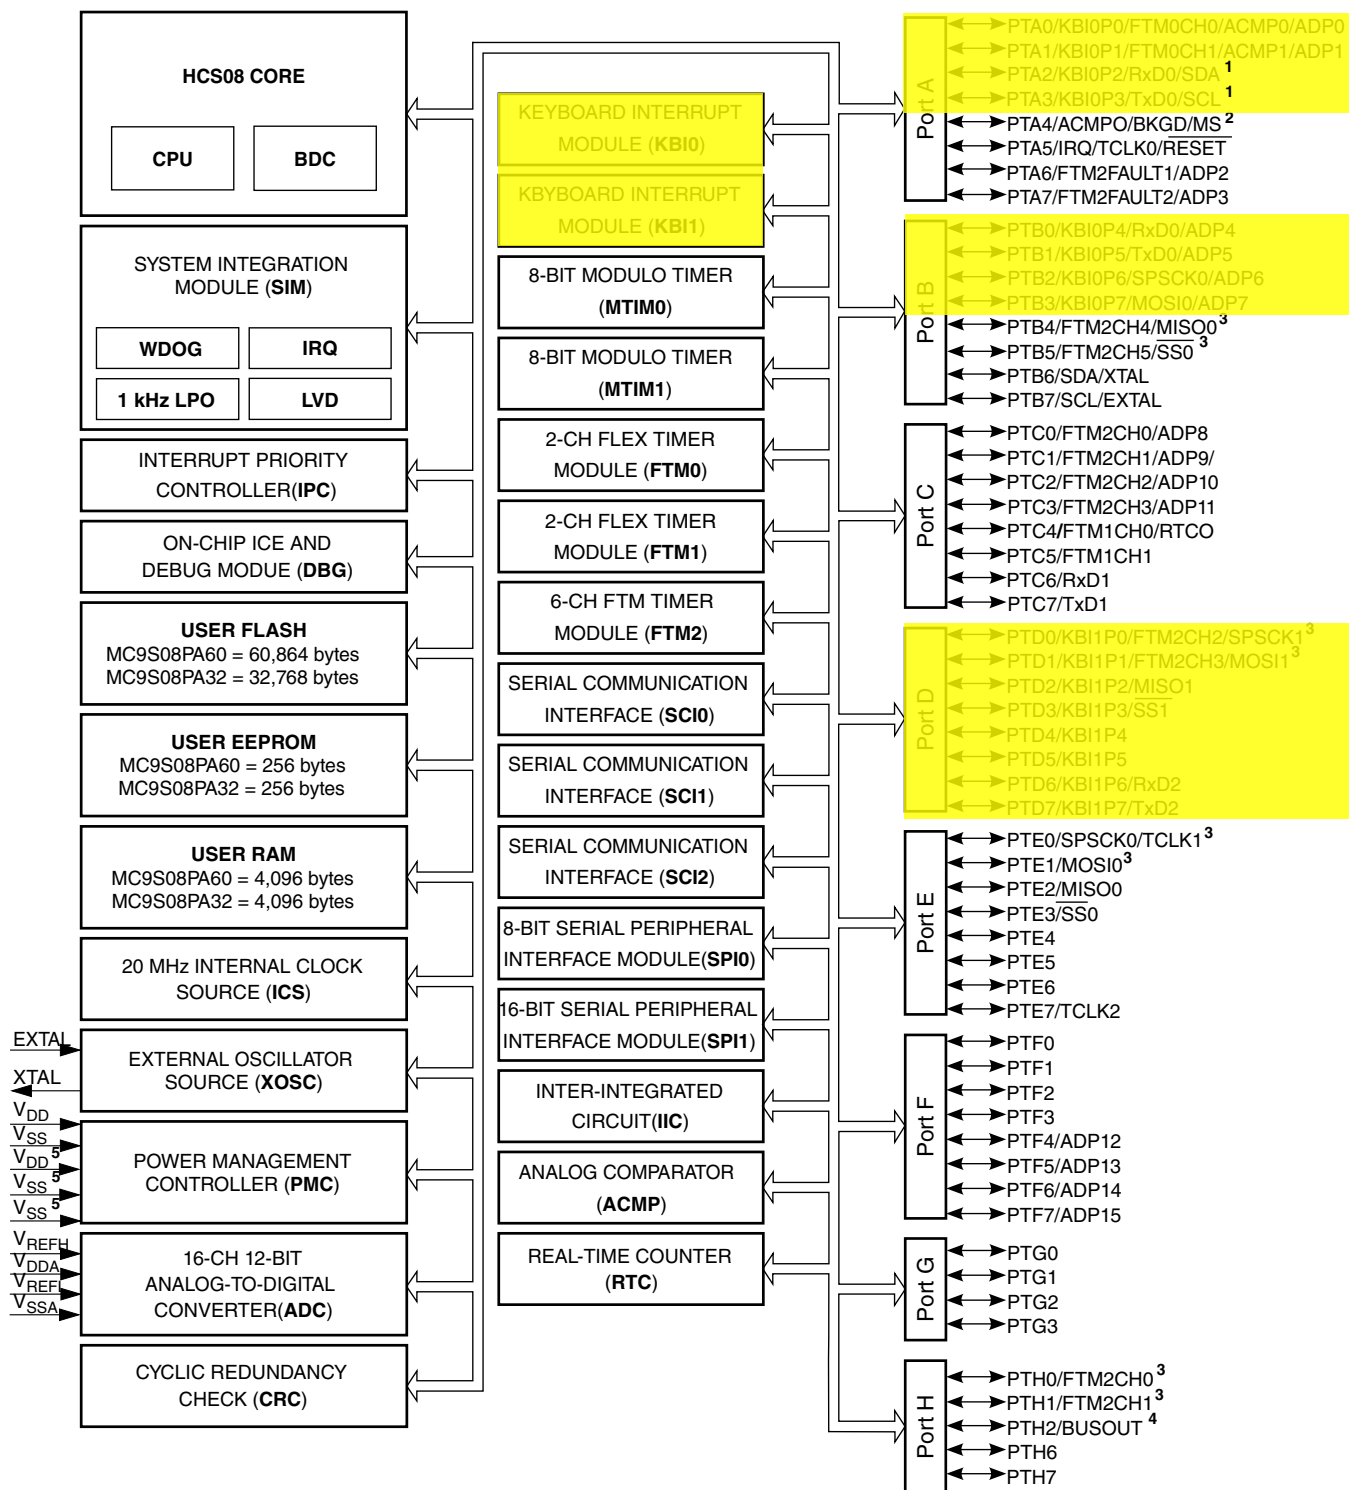 HCS08 CORE
CPU
BDC
SYSTEM INTEGRATION
MODULE (SIM)
WDOG
IRQ
1 kHz LPO
LVD
INTERRUPT PRIORITY
CONTROLLER(IPC)
ON-CHIP ICE AND
DEBUG MODUE (DBG)
USER FLASH
MC9S08PA60 = 60,864 bytes
MC9S08PA32 = 32,768 bytes
USER EEPROM
MC9S08PA60 = 256 bytes
MC9S08PA32 = 256 bytes
USER RAM
MC9S08PA60 = 4,096 bytes
MC9S08PA32 = 4,096 bytes
20 MHz INTERNAL CLOCK
SOURCE (ICS)
EXTERNAL OSCILLATOR
SOURCE (XOSC)
POWER MANAGEMENT
CONTROLLER (PMC)
16-CH 12-BIT
ANALOG-TO-DIGITAL
CONVERTER(ADC)
CYCLIC REDUNDANCY
CHECK (CRC)
EXTAL
XTAL
VDD
VSS
VDD 5
VSS 5
VSS 5
VREFH
VDDA
VREFL
VSSA
KEYBOARD INTERRUPT
MODULE (KBI0)
KBYBOARD INTERRUPT
MODULE (KBI1)
8-BIT MODULO TIMER
(MTIM0)
8-BIT MODULO TIMER
(MTIM1)
2-CH FLEX TIMER
MODULE (FTM0)
2-CH FLEX TIMER
MODULE (FTM1)
6-CH FTM TIMER
MODULE (FTM2)
SERIAL COMMUNICATION
INTERFACE (SCI0)
SERIAL COMMUNICATION
INTERFACE (SCI1)
SERIAL COMMUNICATION
INTERFACE (SCI2)
8-BIT SERIAL PERIPHERAL
INTERFACE MODULE(SPI0)
16-BIT SERIAL PERIPHERAL
INTERFACE MODULE(SPI1)
INTER-INTEGRATED
CIRCUIT(IIC)
ANALOG COMPARATOR
(ACMP)
REAL-TIME COUNTER
(RTC)
Port A
PTA0/KBI0P0/FTM0CH0/ACMP0/ADP0
PTA1/KBI0P1/FTM0CH1/ACMP1/ADP1
PTA2/KBI0P2/RxD0/SDA 1
PTA3/KBI0P3/TxD0/SCL 1
PTA4/ACMPO/BKGD/MS 2
PTA5/IRQ/TCLK0/RESET
PTA6/FTM2FAULT1/ADP2
PTA7/FTM2FAULT2/ADP3
Port B
PTB0/KBI0P4/RxD0/ADP4
PTB1/KBI0P5/TxD0/ADP5
PTB2/KBI0P6/SPSCK0/ADP6
PTB3/KBI0P7/MOSI0/ADP7
PTB4/FTM2CH4/MISO0 3
PTB5/FTM2CH5/SS0 3
PTB6/SDA/XTAL
PTB7/SCL/EXTAL
Port C
PTC0/FTM2CH0/ADP8
PTC1/FTM2CH1/ADP9/
PTC2/FTM2CH2/ADP10
PTC3/FTM2CH3/ADP11
PTC4/FTM1CH0/RTCO
PTC5/FTM1CH1
PTC6/RxD1
PTC7/TxD1
Port D
PTD0/KBI1P0/FTM2CH2/SPSCK1 3
PTD1/KBI1P1/FTM2CH3/MOSI1 3
PTD2/KBI1P2/MISO1
PTD3/KBI1P3/SS1
PTD4/KBI1P4
PTD5/KBI1P5
PTD6/KBI1P6/RxD2
PTD7/KBI1P7/TxD2
Port E
PTE0/SPSCK0/TCLK1 3
PTE1/MOSI0 3
PTE2/MISO0
PTE3/SS0
PTE4
PTE5
PTE6
PTE7/TCLK2
Port F
PTF0
PTF1
PTF2
PTF3
PTF4/ADP12
PTF5/ADP13
PTF6/ADP14
PTF7/ADP15
Port G
PTG0
PTG1
PTG2
PTG3
Port H
PTH0/FTM2CH0 3
PTH1/FTM2CH1 3
PTH2/BUSOUT 4
PTH6
PTH7